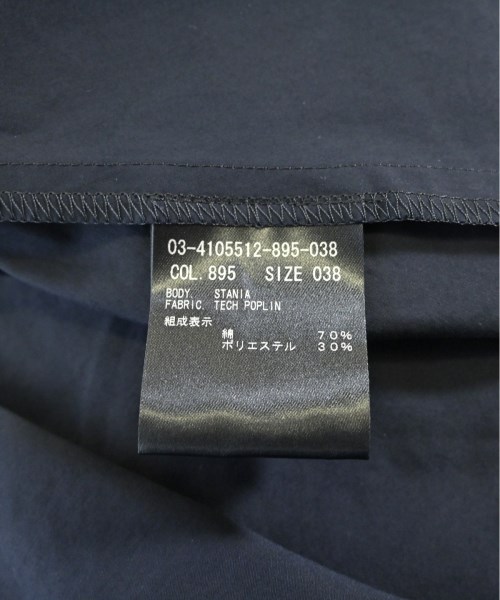 03-4105512-895-038
COL. 895 SIZE 038
BODY. STANIA
FABRIC. TECH POPLIN
組成表示
綿 70%
ポリエステル 30%